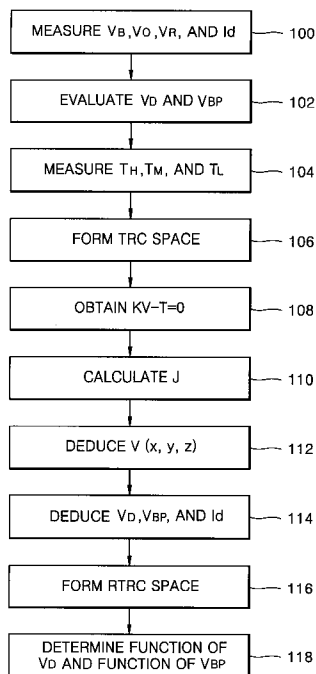 MEASURE VB,VO,VR, AND Id
100
EVALUATE VD AND VBP
102
MEASURE TH,TM, AND TL
104
FORM TRC SPACE
106
OBTAIN KV-T=0
108
CALCULATE J
110
DEDUCE V (x, y, z)
112
DEDUCE VD,VBP, AND Id
114
FORM RTRC SPACE
116
DETERMINE FUNCTION OF
VD AND FUNCTION OF VBP
118